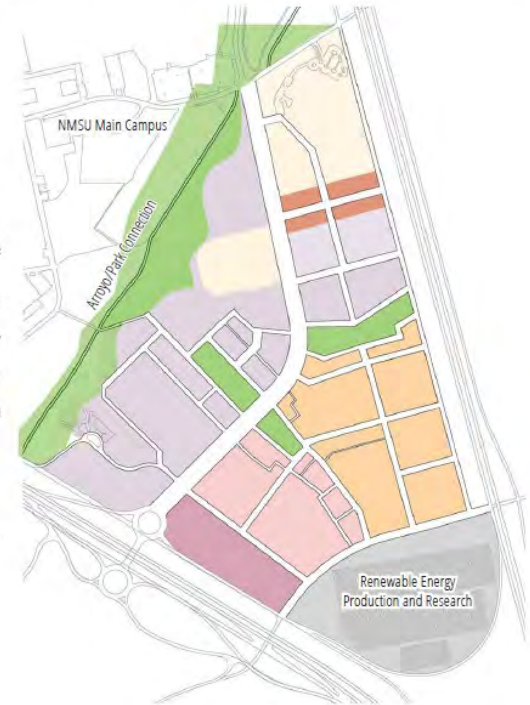 NMSU Main Campus
Arroyo/Park Connection
Renewable Energy
Production and Research